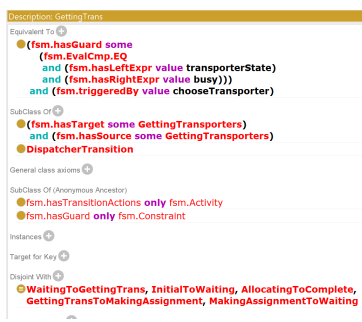 Description: GettingTrans
Equivalent To
(fsm.hasGuard some
(fsm.EvalCmp.EQ
and (fsm.hasLeftExpr value transporterState)
and (fsm.hasRightExpr value busy)))
and (fsm.triggeredBy value chooseTransporter)
SubClass Of
(fsm.hasTarget some GettingTransporters)
and (fsm.hasSource some GettingTransporters)
DispatcherTransition
General class axioms
SubClass Of (Anonymous Ancestor)
fsm.hasTransitionActions only fsm.Activity
fsm.hasGuard only fsm.Constraint
Instances
Target for Key
Disjoint With
WaitingToGettingTrans, InitialToWaiting, AllocatingToComplete,
GettingTransToMakingAssignment, MakingAssignmentToWaiting